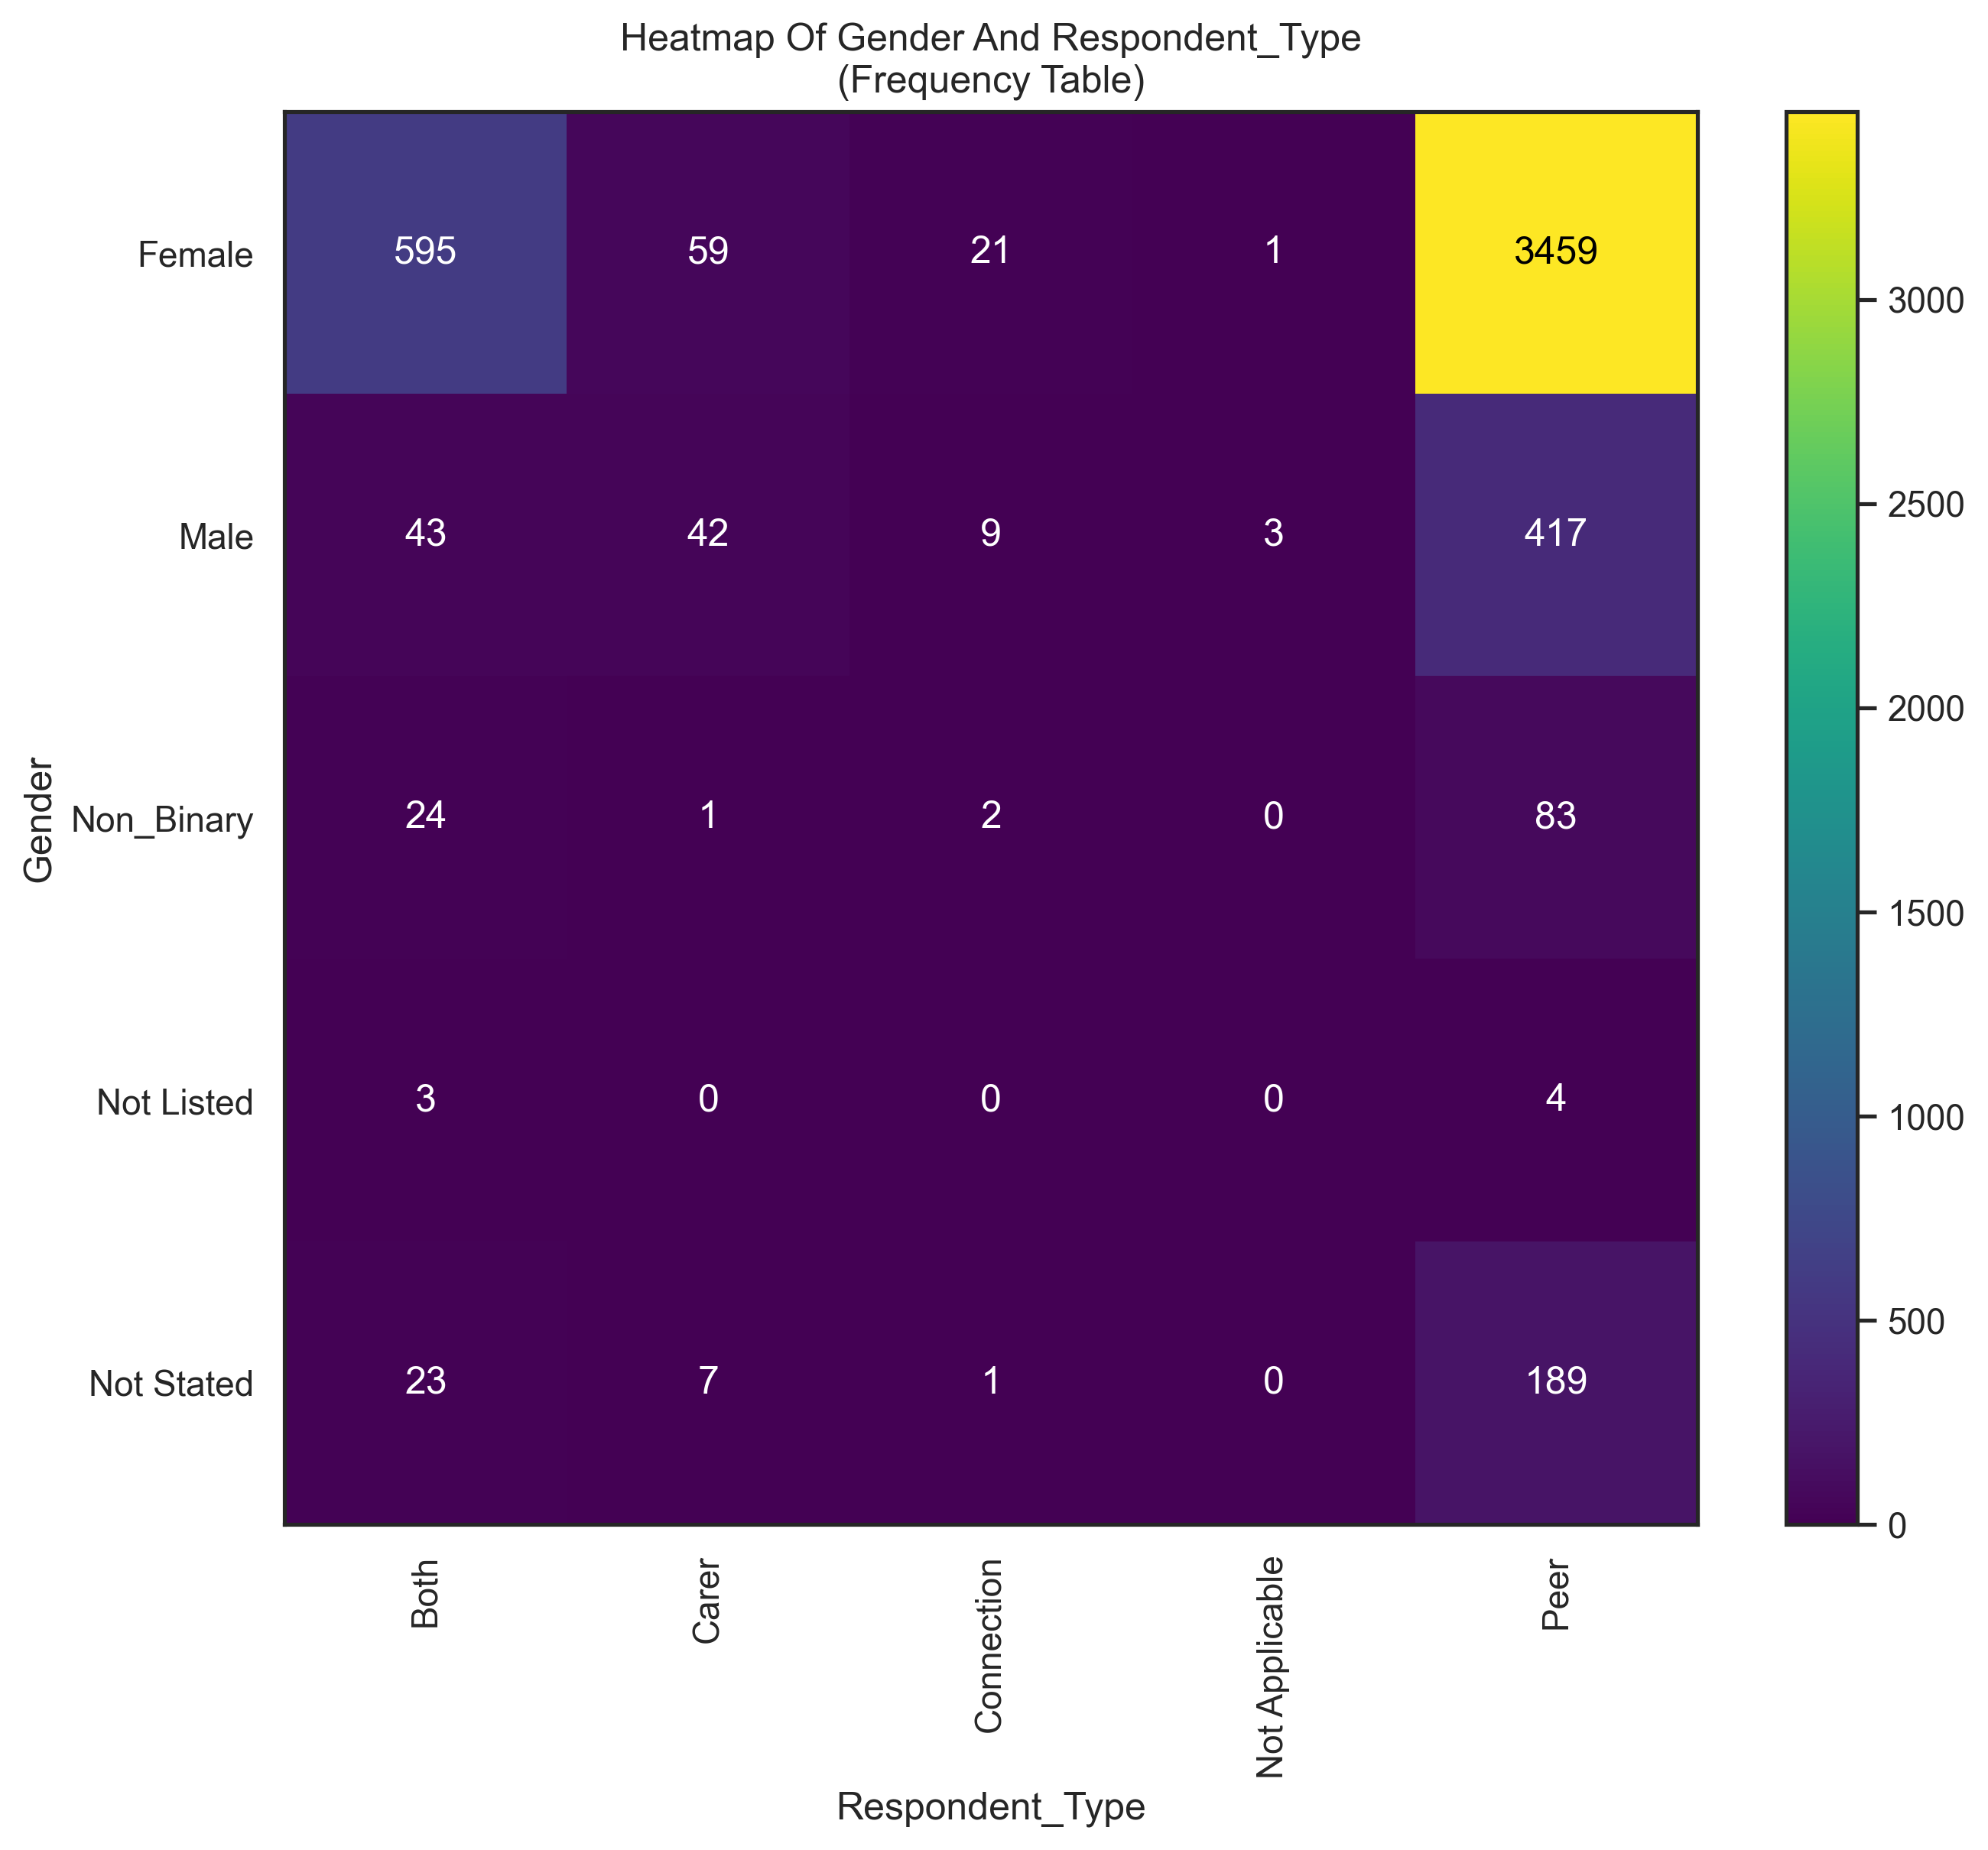 Heatmap Of Gender And Respondent_Type
(Frequency Table)
Gender
Female 595 59 21 1 3459
Male 43 42 9 3 417
Non_Binary 24 1 2 0 83
Not Listed 3 0 0 0 4
Not Stated 23 7 1 0 189
Both
Carer
Connection
Not Applicable
Peer
Respondent_Type
3000
2500
2000
1500
1000
500
0